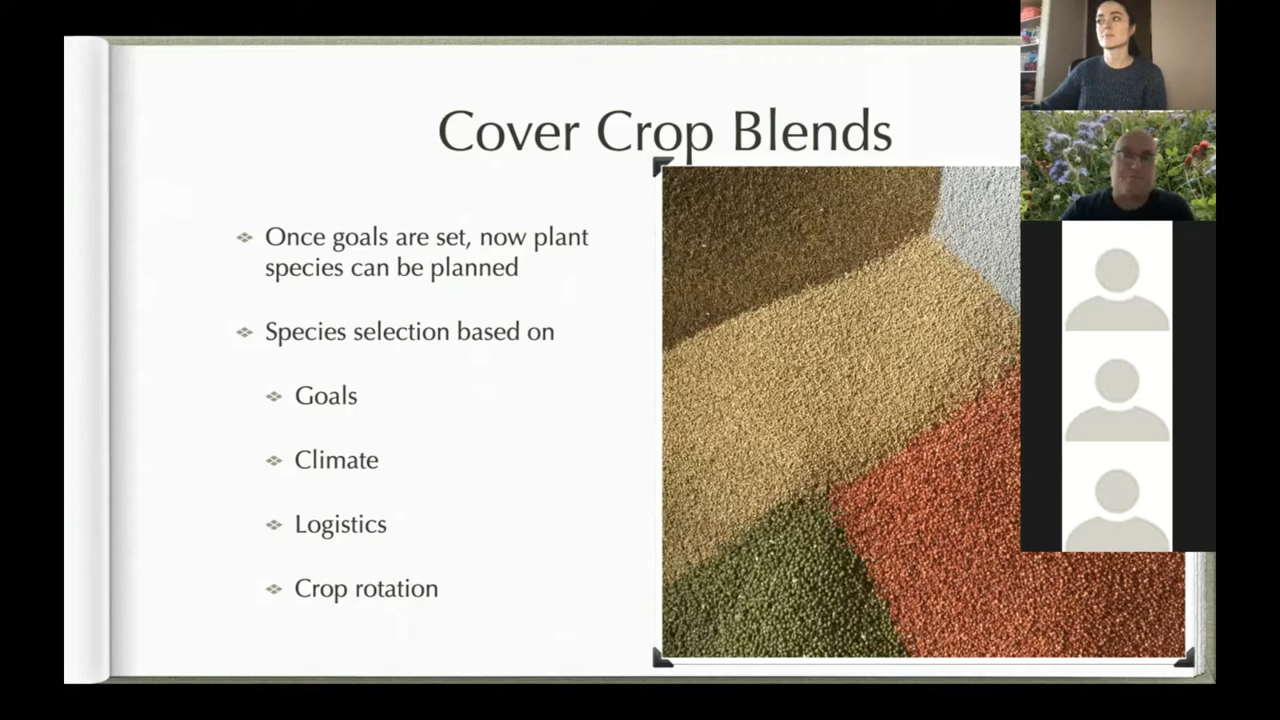 Cover Crop Blends
Once goals are set, now plant
species can be planned
Species selection based on
Goals
Climate
Logistics
Crop rotation